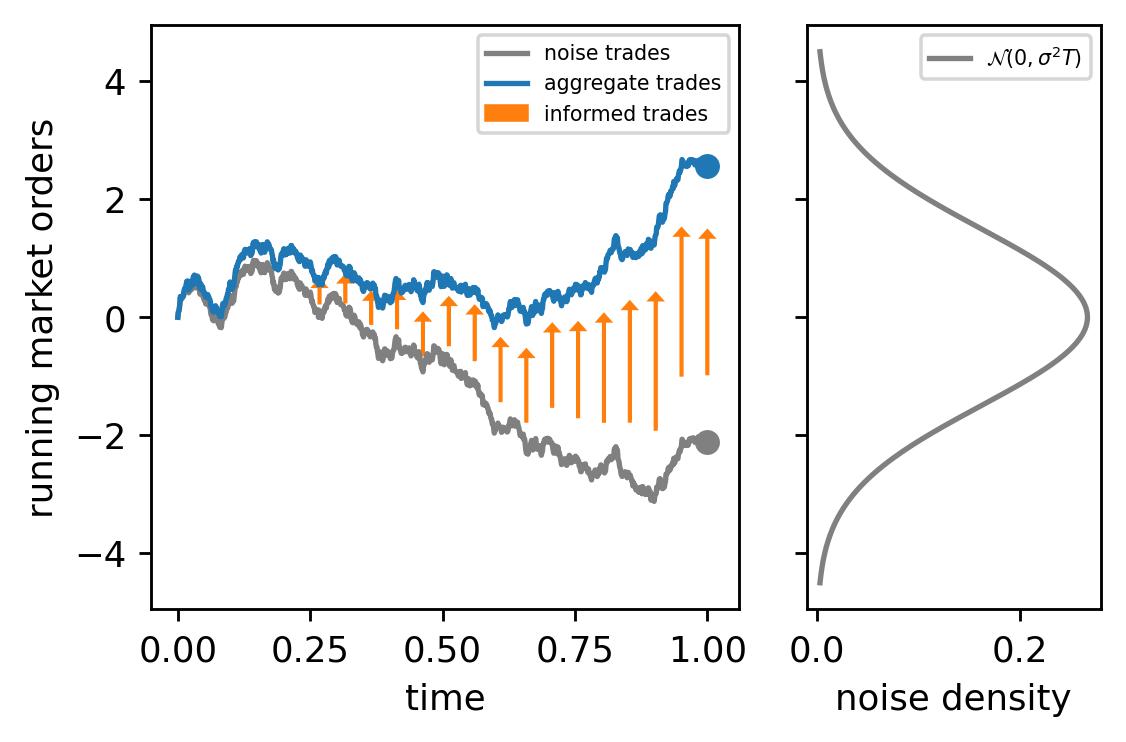 running market orders
4
2
0
−2
−4
noise trades
aggregate trades
informed trades
0.00 0.25 0.50 0.75 1.00
time
𝒩(0, σ²T)
0.0 0.2
noise density